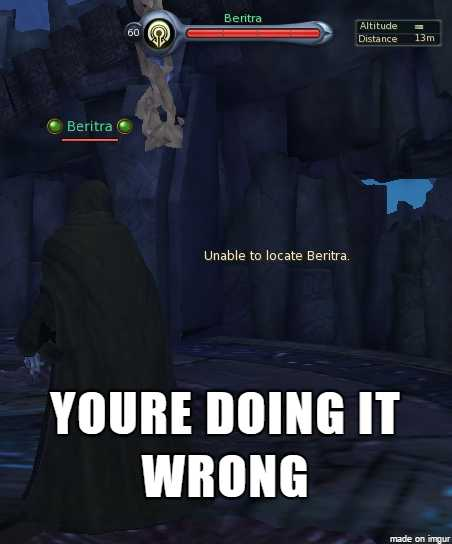 Beritra
60
Altitude =
Distance 13m
Beritra
Unable to locate Beritra.
YOURE DOING IT
WRONG
made on imgur